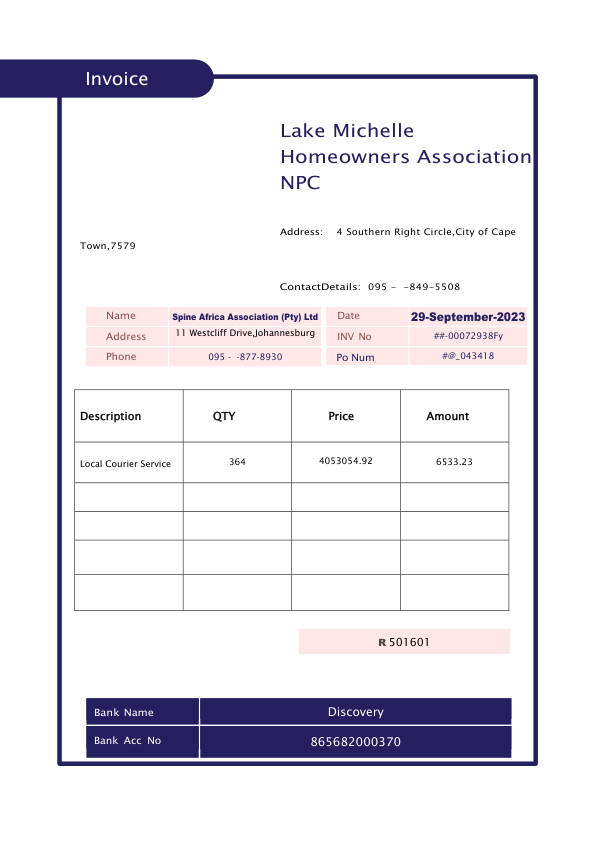 Invoice
Lake Michelle
Homeowners Association
NPC
Address: 4 Southern Right Circle,City of Cape
Town,7579
ContactDetails: 095 - -849-5508
Name Spine Africa Association (Pty) Ltd Date 29-September-2023
Address 11 Westcliff Drive,Johannesburg INV No ##-00072938Fy
Phone 095 - -877-8930 Po Num #@_043418
Description QTY Price Amount
Local Courier Service 364 4053054.92 6533.23
R 501601
Bank Name Discovery
Bank Acc No 865682000370